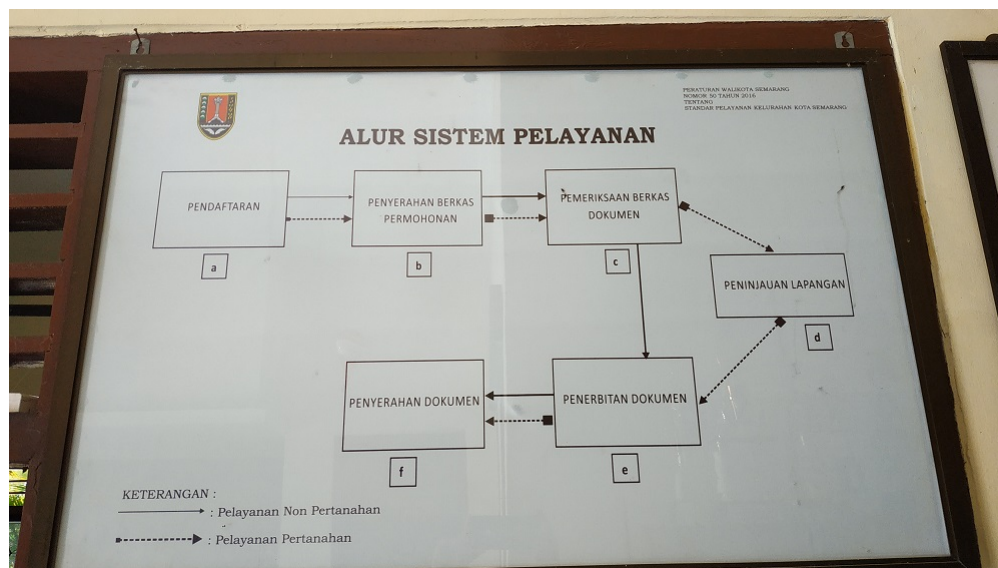 PERATURAN WALIKOTA SEMARANG
NOMOR 50 TAHUN 2016
TENTANG
STANDAR PELAYANAN KELURAHAN KOTA SEMARANG
ALUR SISTEM PELAYANAN
PENDAFTARAN
a
PENYERAHAN BERKAS
PERMOHONAN
b
PEMERIKSAAN BERKAS
DOKUMEN
c
PENINJAUAN LAPANGAN
d
PENERBITAN DOKUMEN
e
PENYERAHAN DOKUMEN
f
KETERANGAN :
: Pelayanan Non Pertanahan
: Pelayanan Pertanahan